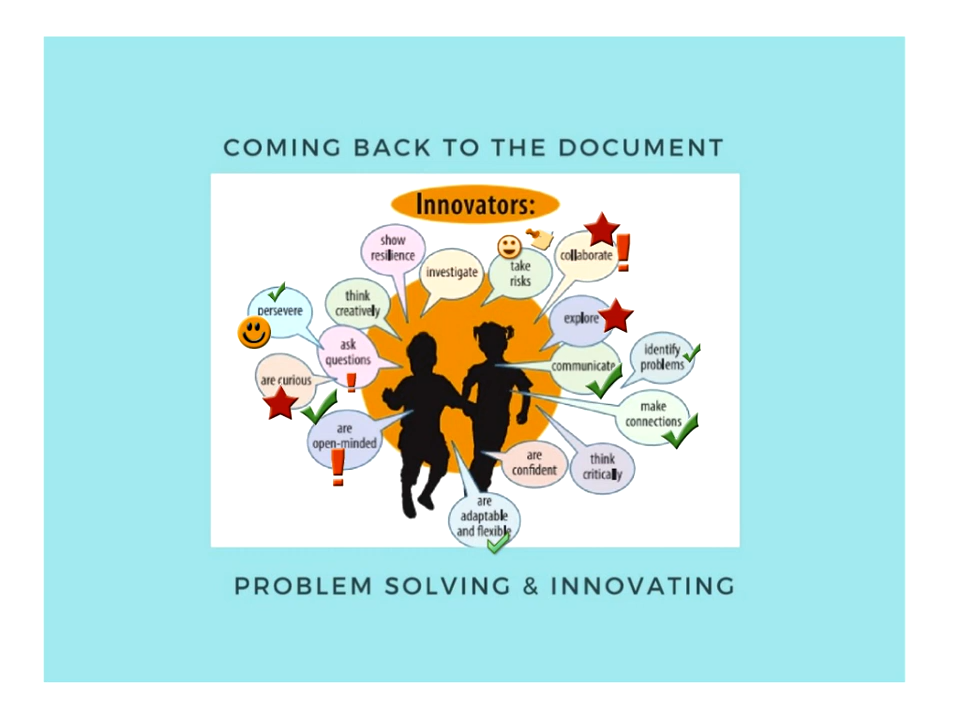 COMING BACK TO THE DOCUMENT
Innovators:
show
resilience
investigate
take
risks
collaborate
think
creatively
persevere
explore
ask
questions
communicate
identify
problems
are curious
make
connections
are
open-minded
are
confident
think
critically
are
adaptable
and flexible
PROBLEM SOLVING & INNOVATING